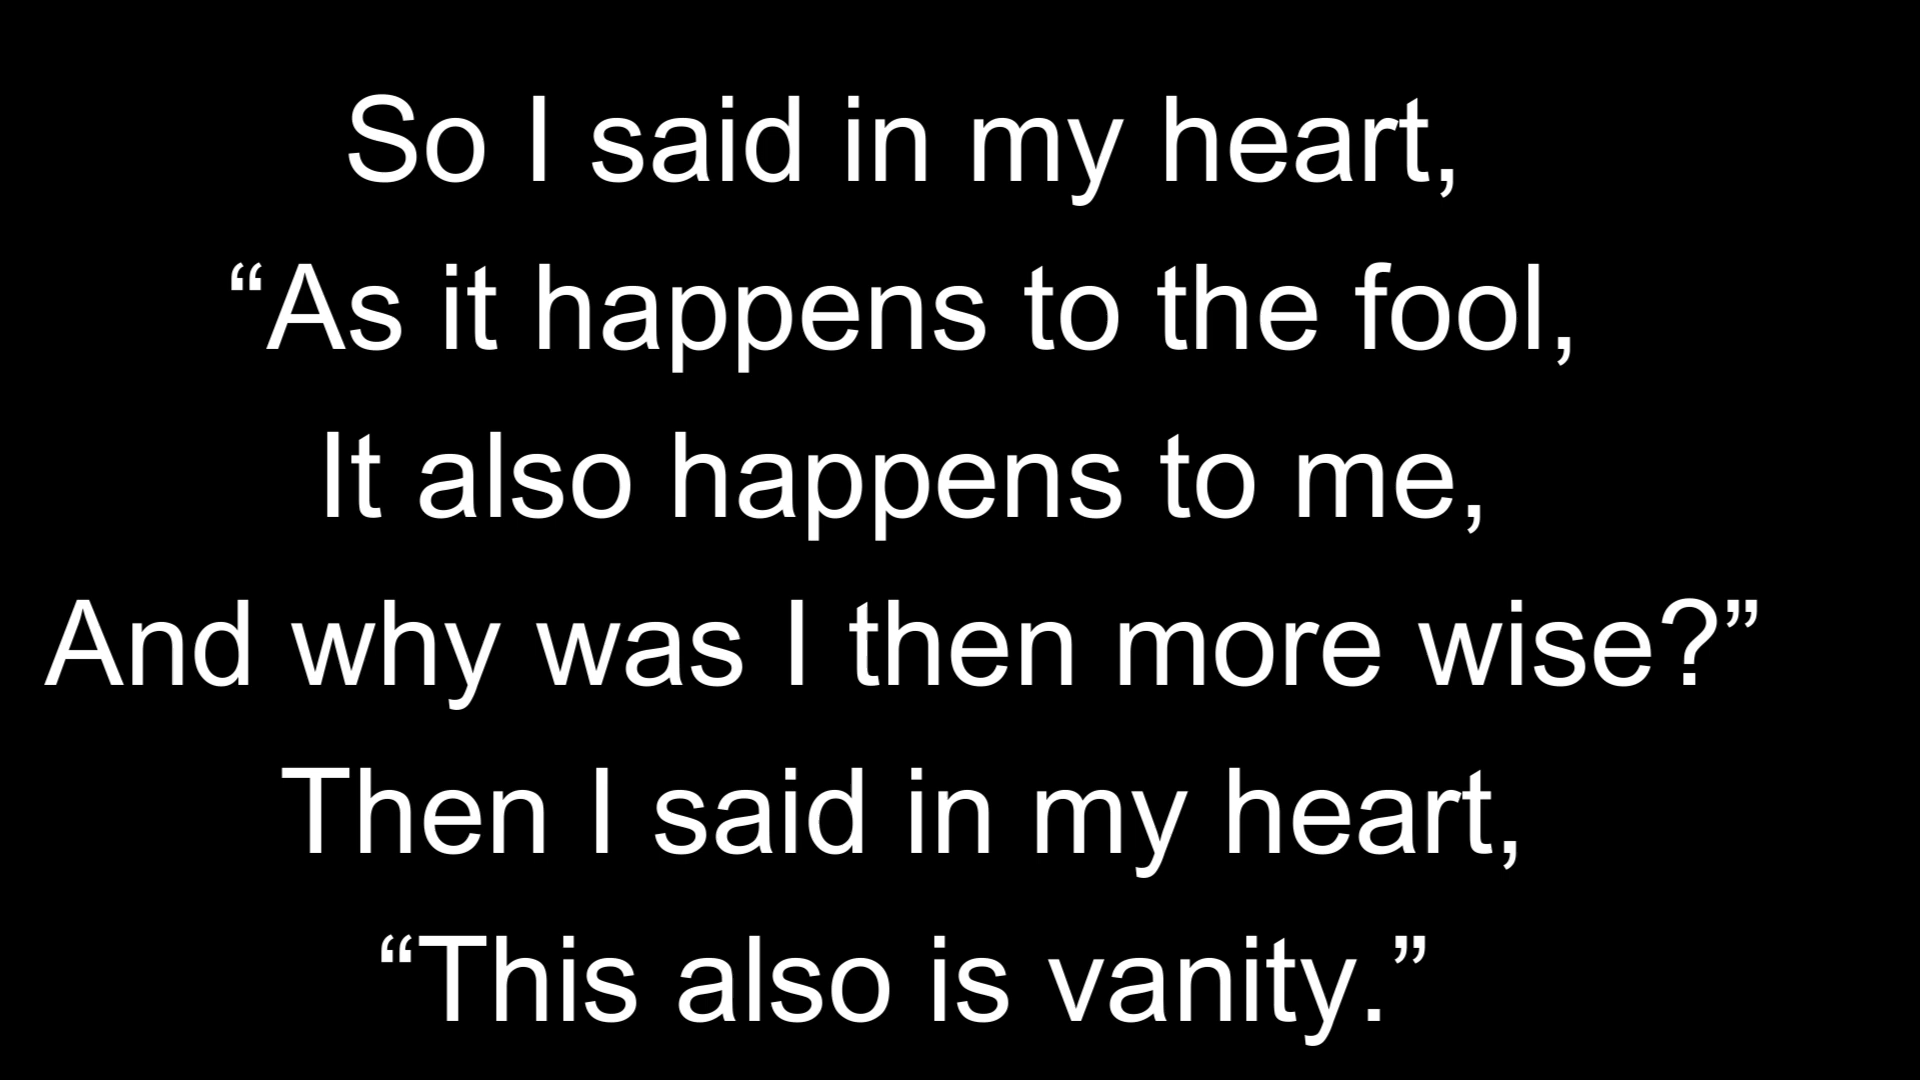 So I said in my heart,
“As it happens to the fool,
It also happens to me,
And why was I then more wise?”
Then I said in my heart,
“This also is vanity.”